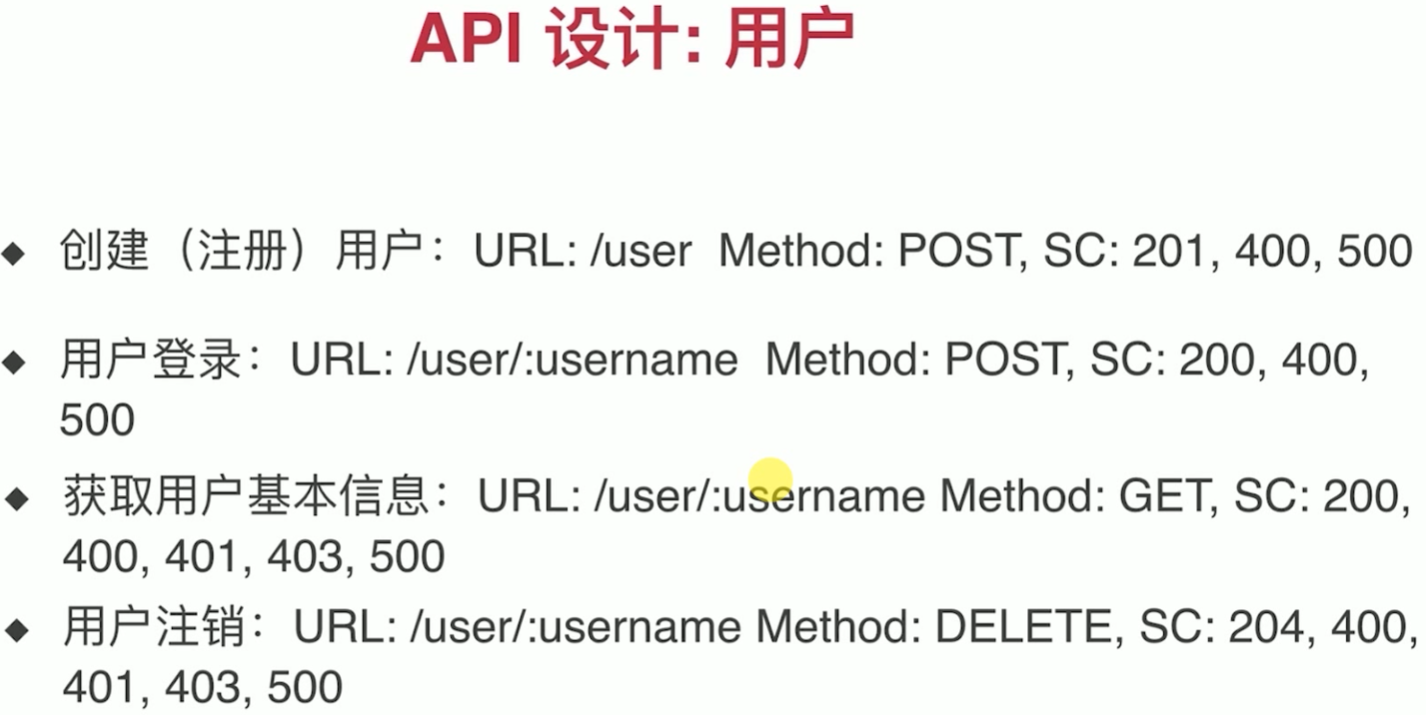 API 设计: 用户
◆ 创建（注册）用户：URL: /user Method: POST, SC: 201, 400, 500
◆ 用户登录：URL: /user/:username Method: POST, SC: 200, 400,
500
◆ 获取用户基本信息：URL: /user/:username Method: GET, SC: 200,
400, 401, 403, 500
◆ 用户注销：URL: /user/:username Method: DELETE, SC: 204, 400,
401, 403, 500